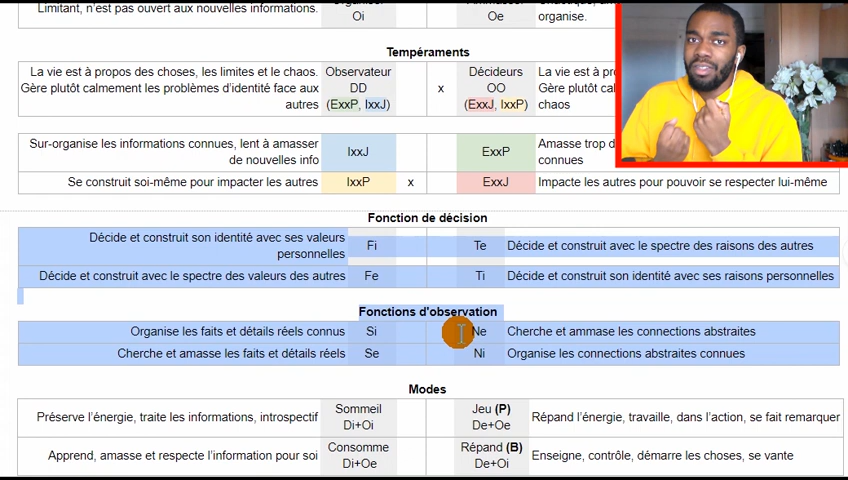 Limitant, n'est pas ouvert aux nouvelles informations.
Oi
Oe
organise.
Tempéraments
La vie est à propos des choses, les limites et le chaos.
Gère plutôt calmement les problèmes d'identité face aux
autres
Observateur
DD
(ExxP, IxxJ)
x
Décideurs
OO
(ExxJ, IxxP)
La vie est à
Gère plutôt
chaos
Sur-organise les informations connues, lent à amasser
de nouvelles info
IxxJ
ExxP
Amasse trop
connues
Se construit soi-même pour impacter les autres
IxxP
x
ExxJ
Impacte les autres pour pouvoir se respecter lui-même
Fonction de décision
Décide et construit son identité avec ses valeurs
personnelles
Fi
Te
Décide et construit avec le spectre des raisons des autres
Décide et construit avec le spectre des valeurs des autres
Fe
Ti
Décide et construit son identité avec ses raisons personnelles
Fonctions d'observation
Organise les faits et détails réels connus
Si
Ne
Cherche et ammase les connections abstraites
Cherche et amasse les faits et détails réels
Se
Ni
Organise les connections abstraites connues
Modes
Préserve l'énergie, traite les informations, introspectif
Sommeil
Di+Oi
Jeu (P)
De+Oe
Répand l'énergie, travaille, dans l'action, se fait remarquer
Apprend, amasse et respecte l'information pour soi
Consomme
Di+Oe
Répand (B)
De+Oi
Enseigne, contrôle, démarre les choses, se vante